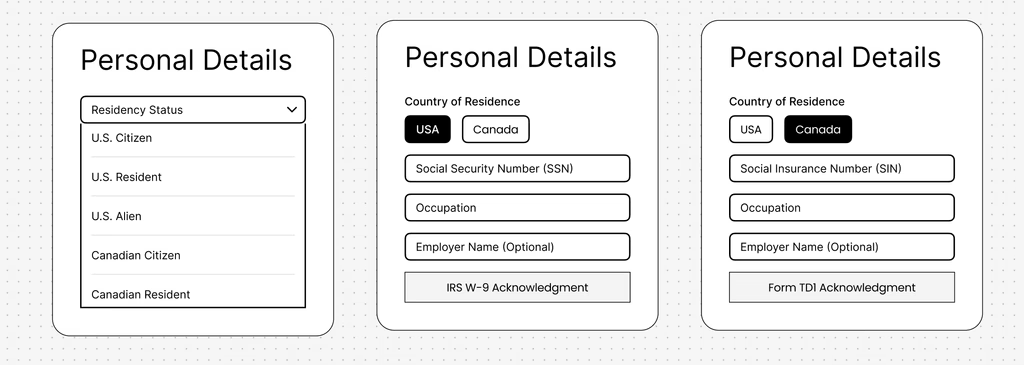 Personal Details
Residency Status
U.S. Citizen
U.S. Resident
U.S. Alien
Canadian Citizen
Canadian Resident
Personal Details
Country of Residence
USA
Canada
Social Security Number (SSN)
Occupation
Employer Name (Optional)
IRS W-9 Acknowledgment
Personal Details
Country of Residence
USA
Canada
Social Insurance Number (SIN)
Occupation
Employer Name (Optional)
Form TD1 Acknowledgment